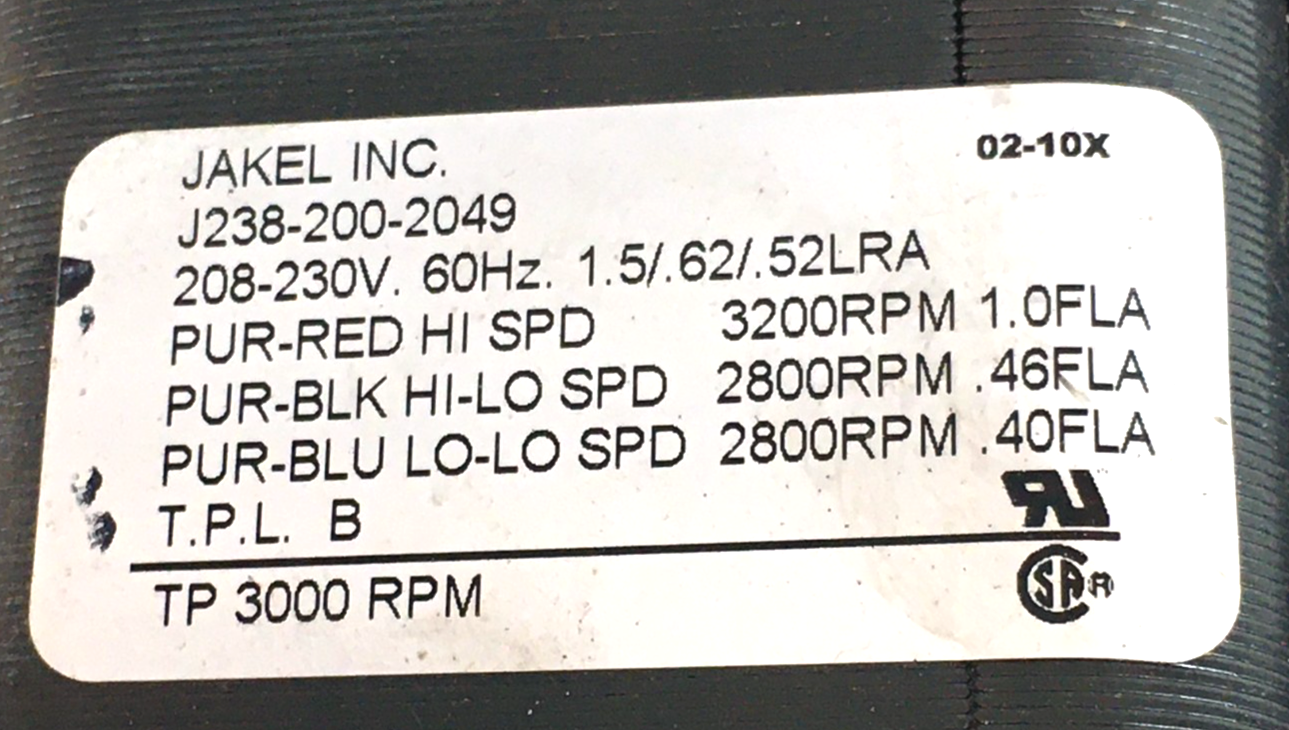 JAKEL INC.
02-10X
J238-200-2049
208-230V. 60Hz. 1.5/.62/.52LRA
PUR-RED HI SPD 3200RPM 1.0FLA
PUR-BLK HI-LO SPD 2800RPM .46FLA
PUR-BLU LO-LO SPD 2800RPM .40FLA
T.P.L. B
RU
TP 3000 RPM
CSA R